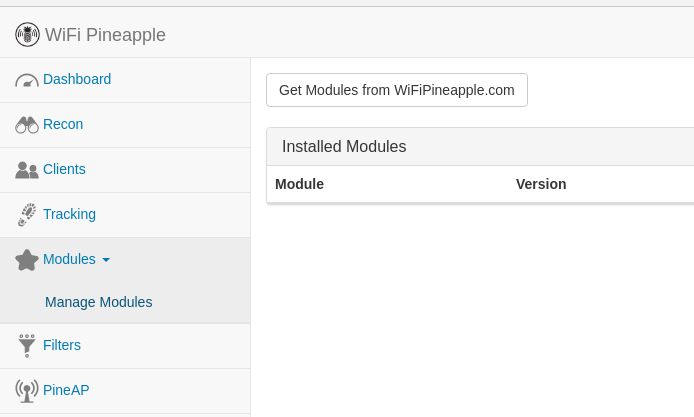 WiFi Pineapple
Dashboard
Recon
Clients
Tracking
Modules
Manage Modules
Filters
PineAP
Get Modules from WiFiPineapple.com
Installed Modules
Module Version